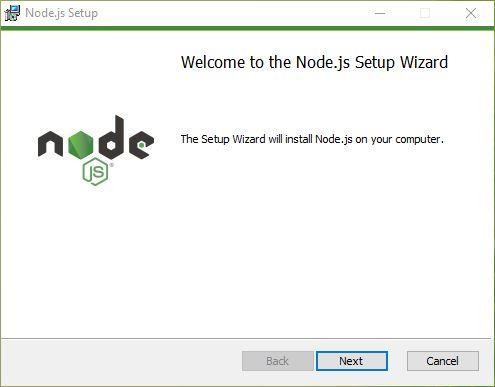 Node.js Setup
Welcome to the Node.js Setup Wizard
node
JS®
The Setup Wizard will install Node.js on your computer.
Back
Next
Cancel